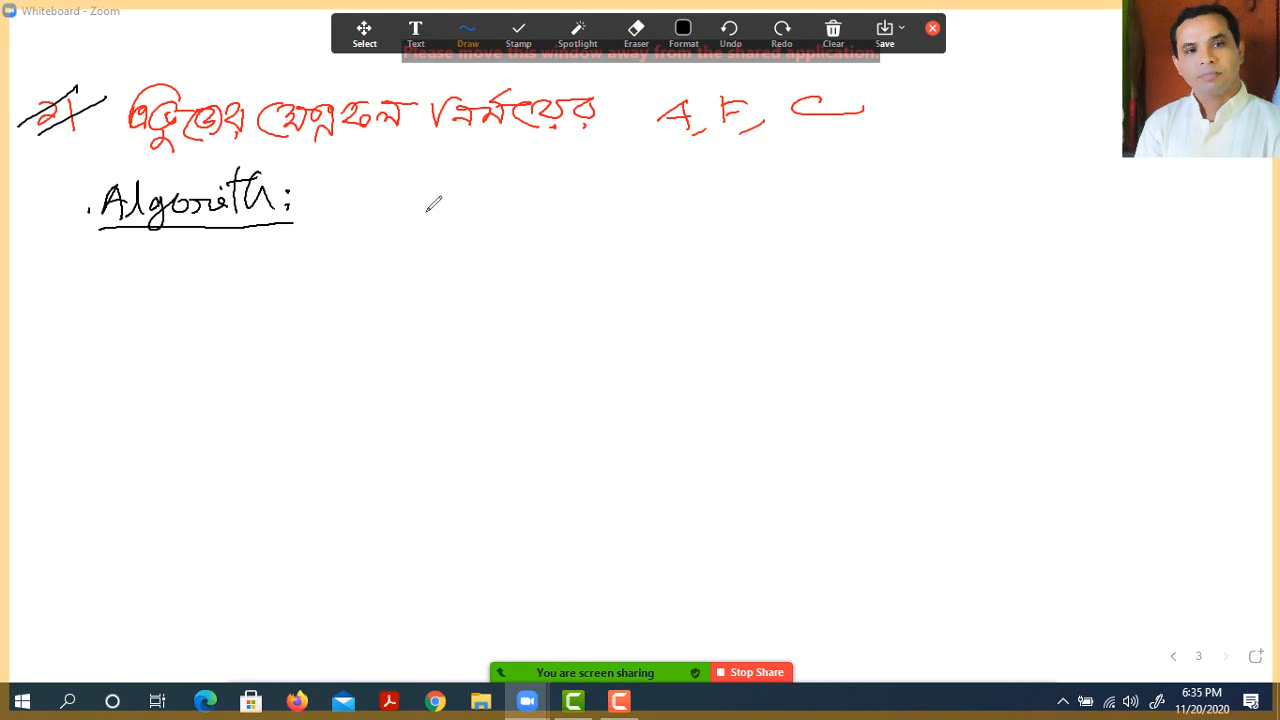 Whiteboard - Zoom
Select Text Draw Stamp Spotlight Eraser Format Undo Redo Clear Save
Please move this window away from the shared application.
২। ত্রিভুজের ক্ষেত্রফল নির্ণয়ের A, F, C
Algorith:
3
You are screen sharing Stop Share
6:35 PM
11/20/2020